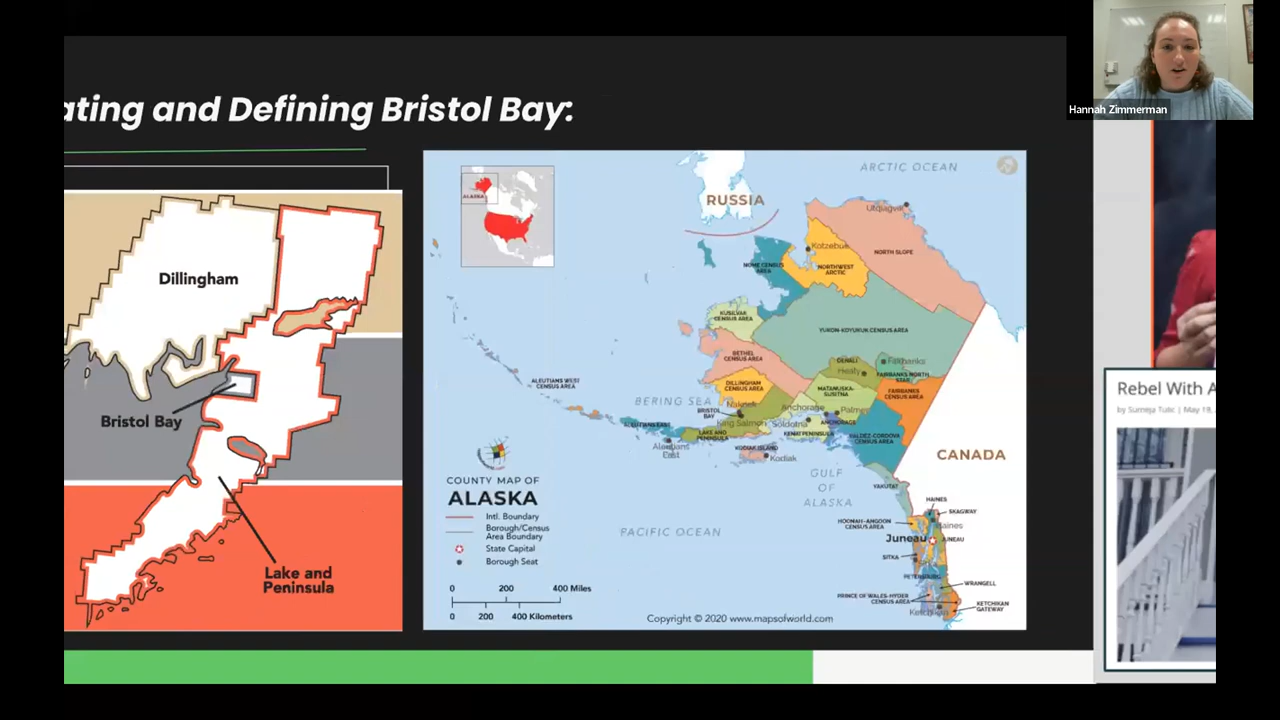 Hannah Zimmerman
ating and Defining Bristol Bay:
Dillingham
Bristol Bay
Lake and
Peninsula
ALASKA
RUSSIA
ARCTIC OCEAN
Utqiagvik
Kotzebue
NORTH SLOPE
NORTHWEST
ARCTIC
NOME CENSUS
AREA
KUSILVAK
CENSUS AREA
YUKON-KOYUKUK CENSUS AREA
BETHEL
CENSUS AREA
DENALI
Healy
Fairbanks
FAIRBANKS NORTH
STAR
FAIRBANKS
CENSUS AREA
DILLINGHAM
CENSUS AREA
MATANUSKA-
SUSITNA
ALEUTIANS WEST
CENSUS AREA
BERING SEA
BRISTOL
BAY
Naknek
King Salmon
Anchorage
Palmer
ANCHORAGE
Soldotna
KENAI PENINSULA
VALDEZ-CORDOVA
CENSUS AREA
ALEUTIANS EAST
LAKE AND
PENINSULA
Aleutians
East
KODIAK ISLAND
Kodiak
CANADA
GULF
OF
ALASKA
YAKUTAT
COUNTY MAP OF
ALASKA
Intl. Boundary
Borough/Census
Area Boundary
State Capital
Borough Seat
0 200 400 Miles
0 200 400 Kilometers
PACIFIC OCEAN
HAINES
SKAGWAY
Haines
HOONAH-ANGOON
CENSUS AREA
Juneau
JUNEAU
SITKA
PETERSBURG
WRANGELL
PRINCE OF WALES-HYDER
CENSUS AREA
KETCHIKAN
GATEWAY
Ketchikan
Copyright © 2020 www.mapsofworld.com
Rebel With A
by Sumeja Tulic | May 18,